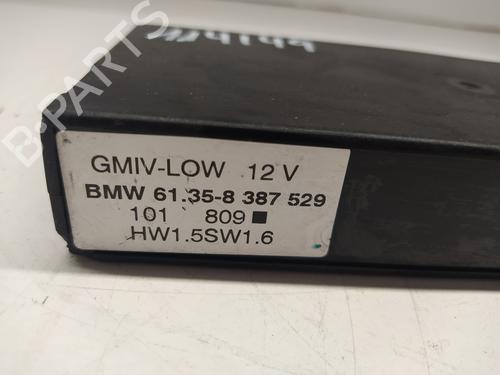 GMIV-LOW 12 V
BMW 61.35-8 387 529
101 809■
HW1.5SW1.6
B-PARTS